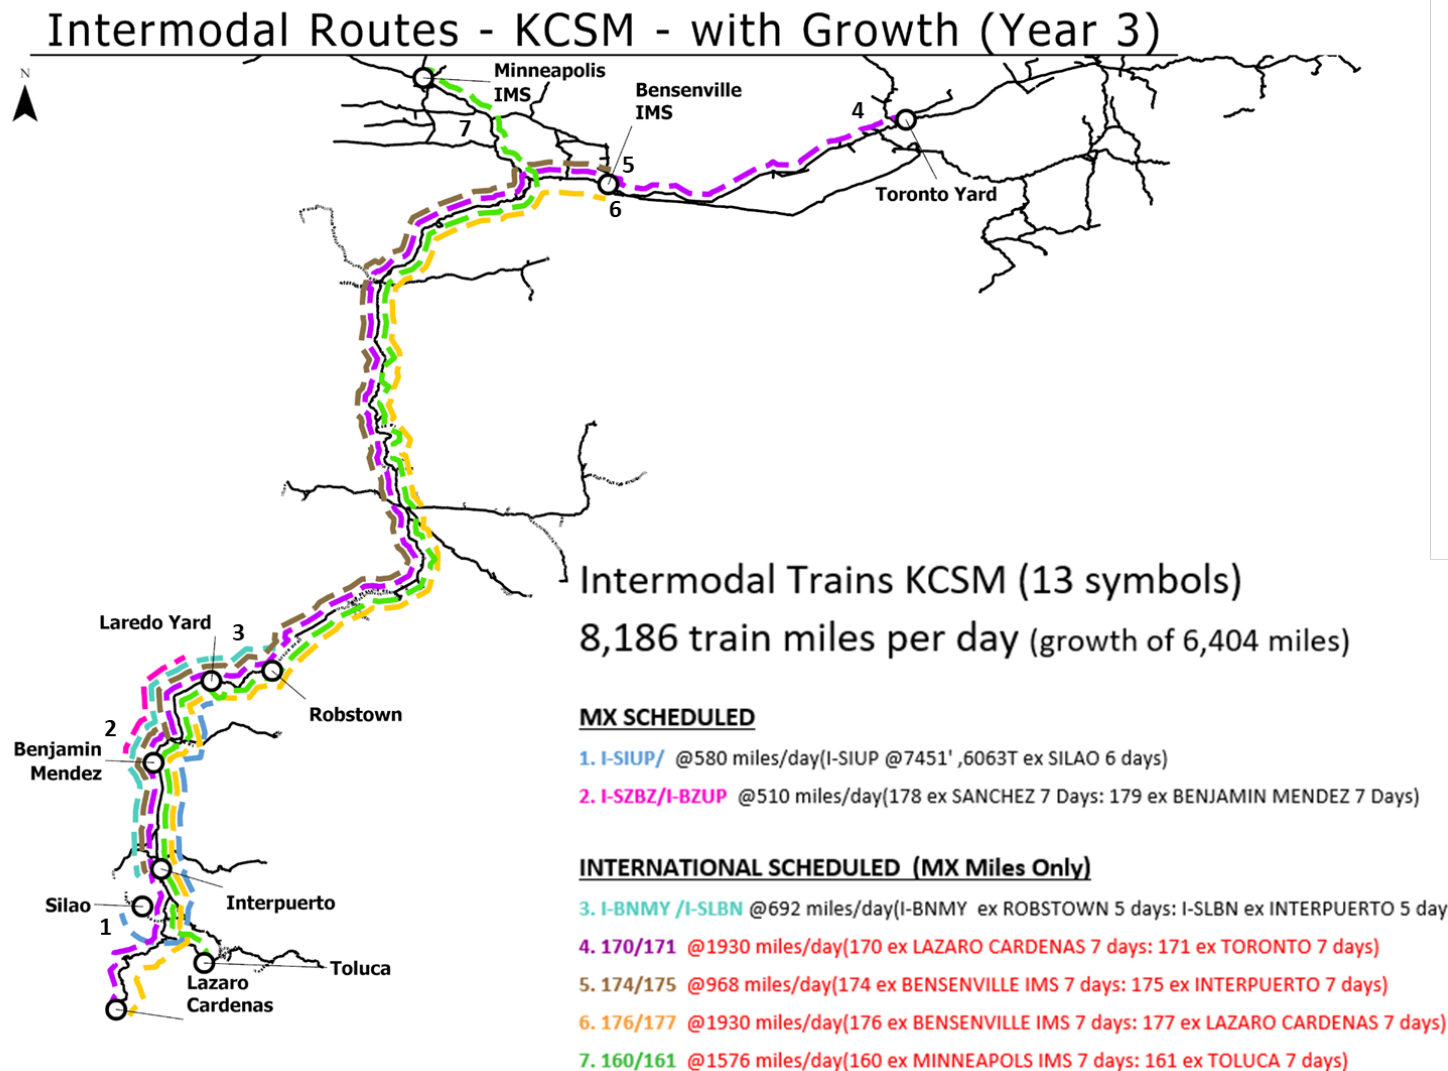 Intermodal Routes - KCSM - with Growth (Year 3)
N
Minneapolis
IMS
Bensenville
IMS
7
4
5
6
Toronto Yard
Laredo Yard
3
Robstown
2
Benjamin
Mendez
Silao
1
Interpuerto
Toluca
Lazaro
Cardenas
Intermodal Trains KCSM (13 symbols)
8,186 train miles per day (growth of 6,404 miles)
MX SCHEDULED
1. I-SIUP/ @580 miles/day(I-SIUP @7451' ,6063T ex SILAO 6 days)
2. I-SZBZ/I-BZUP @510 miles/day(178 ex SANCHEZ 7 Days: 179 ex BENJAMIN MENDEZ 7 Days)
INTERNATIONAL SCHEDULED (MX Miles Only)
3. I-BNMY /I-SLBN @692 miles/day(I-BNMY ex ROBSTOWN 5 days: I-SLBN ex INTERPUERTO 5 day
4. 170/171 @1930 miles/day(170 ex LAZARO CARDENAS 7 days: 171 ex TORONTO 7 days)
5. 174/175 @968 miles/day(174 ex BENSENVILLE IMS 7 days: 175 ex INTERPUERTO 7 days)
6. 176/177 @1930 miles/day(176 ex BENSENVILLE IMS 7 days: 177 ex LAZARO CARDENAS 7 days)
7. 160/161 @1576 miles/day(160 ex MINNEAPOLS IMS 7 days: 161 ex TOLUCA 7 days)